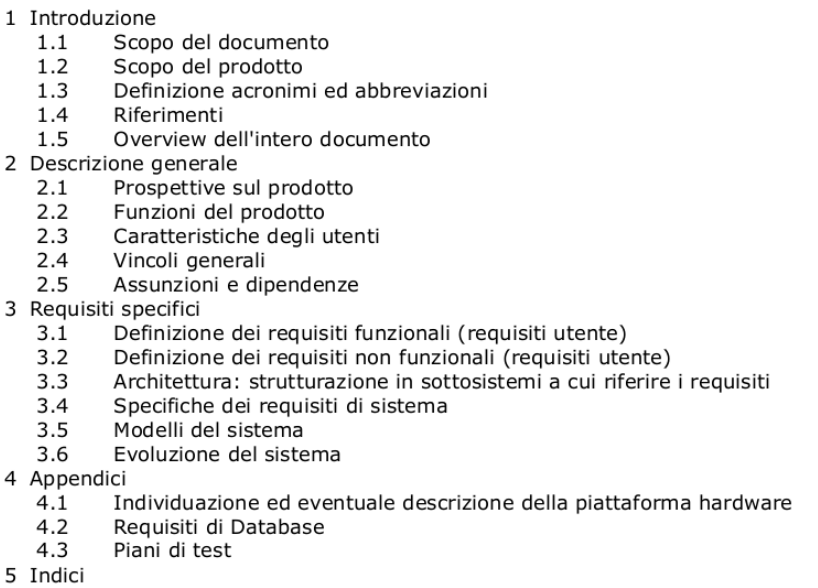 1 Introduzione
1.1 Scopo del documento
1.2 Scopo del prodotto
1.3 Definizione acronimi ed abbreviazioni
1.4 Riferimenti
1.5 Overview dell'intero documento
2 Descrizione generale
2.1 Prospettive sul prodotto
2.2 Funzioni del prodotto
2.3 Caratteristiche degli utenti
2.4 Vincoli generali
2.5 Assunzioni e dipendenze
3 Requisiti specifici
3.1 Definizione dei requisiti funzionali (requisiti utente)
3.2 Definizione dei requisiti non funzionali (requisiti utente)
3.3 Architettura: strutturazione in sottosistemi a cui riferire i requisiti
3.4 Specifiche dei requisiti di sistema
3.5 Modelli del sistema
3.6 Evoluzione del sistema
4 Appendici
4.1 Individuazione ed eventuale descrizione della piattaforma hardware
4.2 Requisiti di Database
4.3 Piani di test
5 Indici